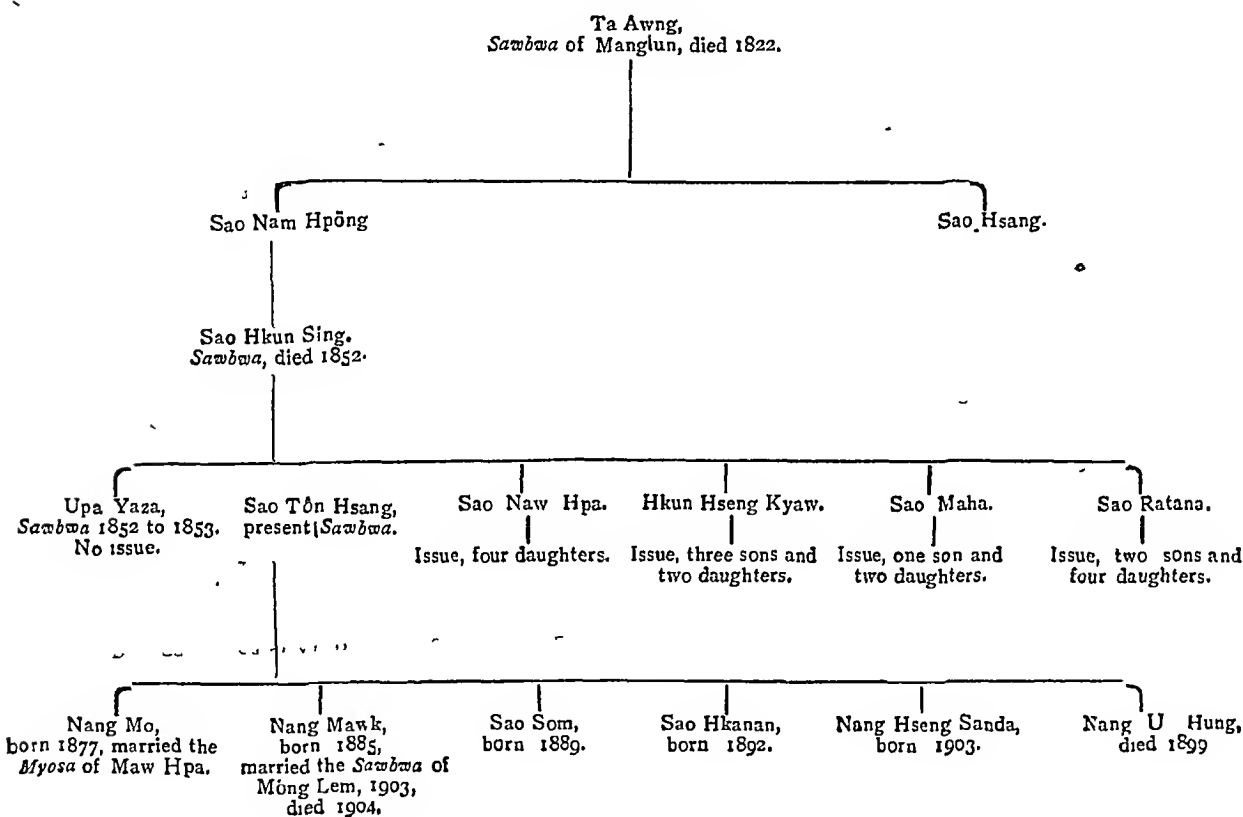 Ta Awng,
Sawbwa of Manglun, died 1822.
Sao Nam Hpöng
Sao Hsang.
Sao Hkun Sing.
Sawbwa, died 1852.
Upa Yaza,
Sawbwa 1852 to 1853.
No issue.
Sao Tôn Hsang,
present Sawbwa.
Sao Naw Hpa.
Issue, four daughters.
Hkun Hseng Kyaw.
Issue, three sons and
two daughters.
Sao Maha.
Issue, one son and
two daughters.
Sao Ratana.
Issue, two sons and
four daughters.
Nang Mo,
born 1877, married the
Myosa of Maw Hpa.
Nang Mawk,
born 1885,
married the Sawbwa of
Möng Lem, 1903,
died 1904.
Sao Som,
born 1889.
Sao Hkanan,
born 1892.
Nang Hseng Sanda,
born 1903.
Nang U Hung,
died 1899